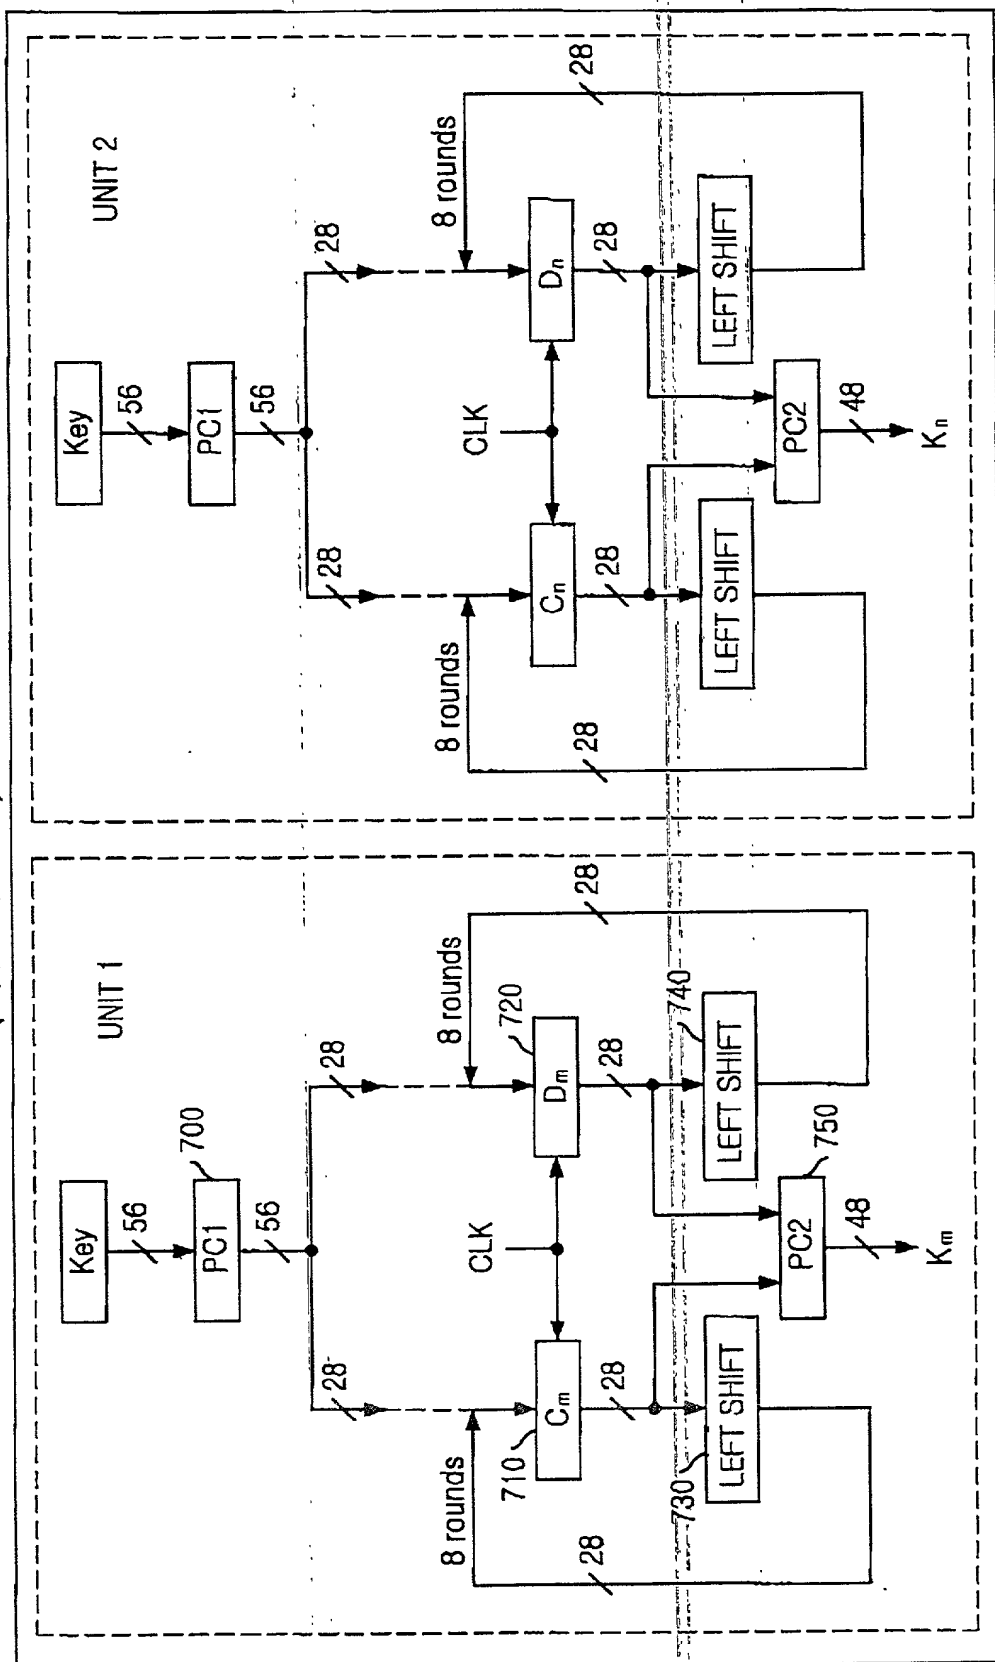 UNIT 1
Key
56
700
PC1
56
28
28
8 rounds
8 rounds
CLK
710
Cm
720
Dm
28
28
28
28
730
LEFT SHIFT
740
LEFT SHIFT
750
PC2
48
Km
UNIT 2
Key
56
PC1
56
28
28
8 rounds
8 rounds
CLK
Cn
Dn
28
28
28
28
LEFT SHIFT
LEFT SHIFT
PC2
48
Kn